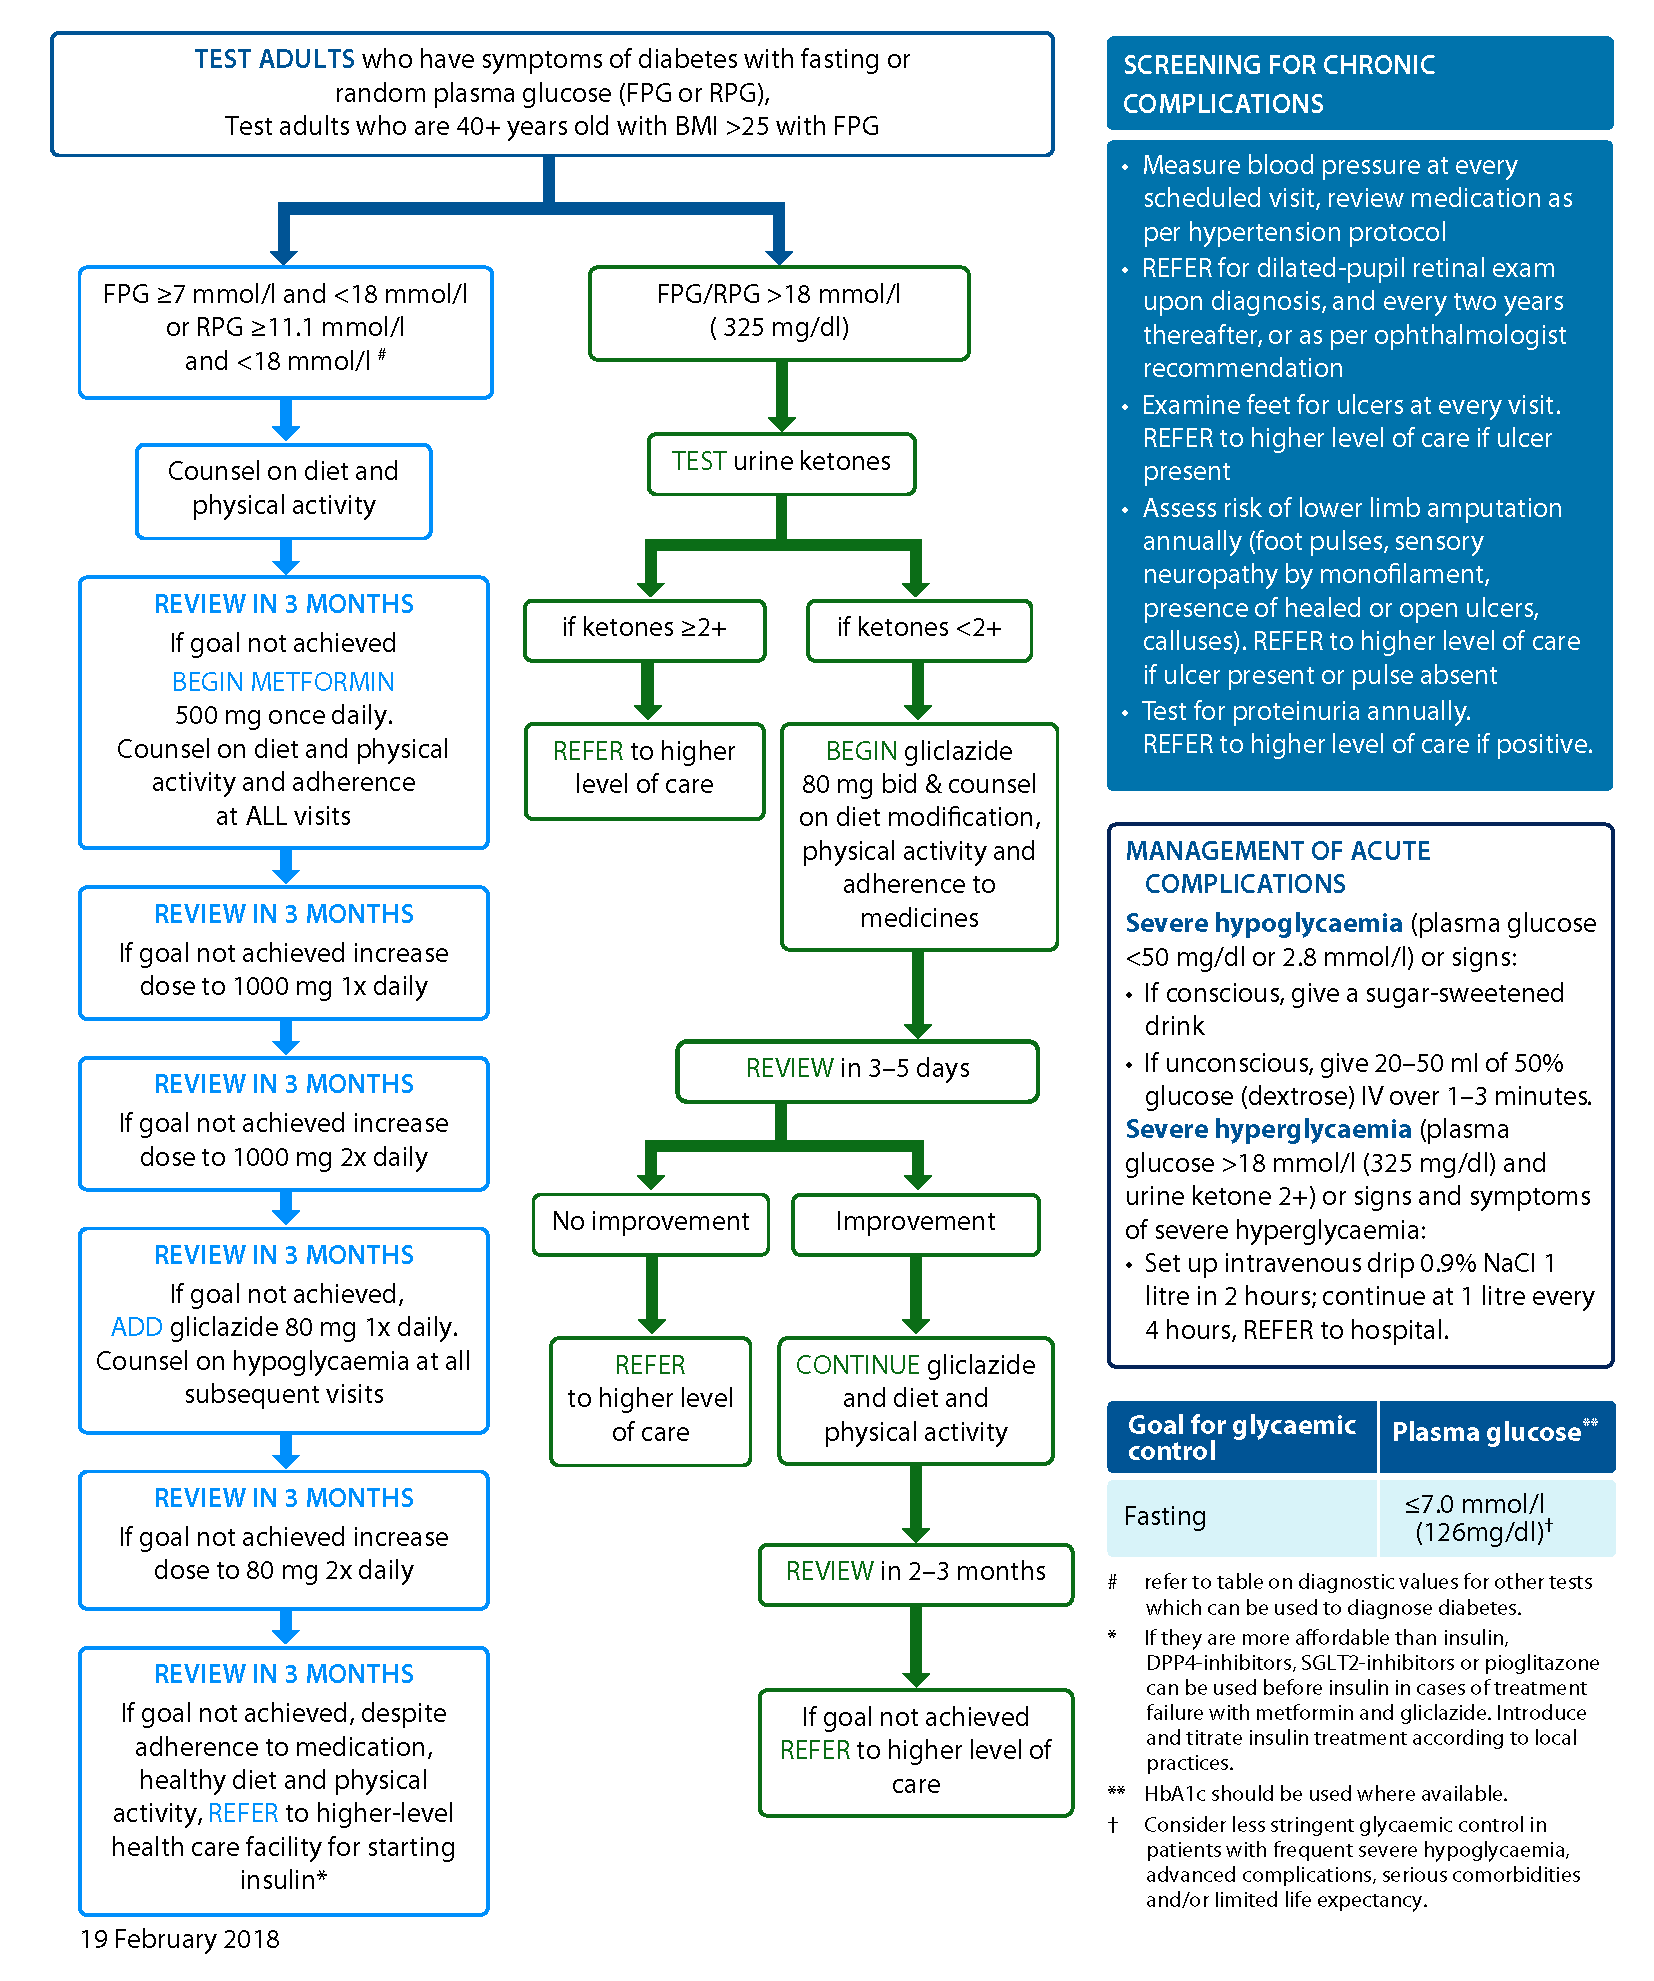 TEST ADULTS who have symptoms of diabetes with fasting or
random plasma glucose (FPG or RPG),
Test adults who are 40+ years old with BMI >25 with FPG
FPG ≥7 mmol/l and <18 mmol/l
or RPG ≥11.1 mmol/l
and <18 mmol/l #
Counsel on diet and
physical activity
REVIEW IN 3 MONTHS
If goal not achieved
BEGIN METFORMIN
500 mg once daily.
Counsel on diet and physical
activity and adherence
at ALL visits
REVIEW IN 3 MONTHS
If goal not achieved increase
dose to 1000 mg 1x daily
REVIEW IN 3 MONTHS
If goal not achieved increase
dose to 1000 mg 2x daily
REVIEW IN 3 MONTHS
If goal not achieved,
ADD gliclazide 80 mg 1x daily.
Counsel on hypoglycaemia at all
subsequent visits
REVIEW IN 3 MONTHS
If goal not achieved increase
dose to 80 mg 2x daily
REVIEW IN 3 MONTHS
If goal not achieved, despite
adherence to medication,
healthy diet and physical
activity, REFER to higher-level
health care facility for starting
insulin*
19 February 2018
FPG/RPG >18 mmol/l
( 325 mg/dl)
TEST urine ketones
if ketones ≥2+
REFER to higher
level of care
if ketones <2+
BEGIN gliclazide
80 mg bid & counsel
on diet modification,
physical activity and
adherence to
medicines
REVIEW in 3–5 days
No improvement
REFER
to higher level
of care
Improvement
CONTINUE gliclazide
and diet and
physical activity
REVIEW in 2–3 months
If goal not achieved
REFER to higher level of
care
SCREENING FOR CHRONIC
COMPLICATIONS
• Measure blood pressure at every
scheduled visit, review medication as
per hypertension protocol
• REFER for dilated-pupil retinal exam
upon diagnosis, and every two years
thereafter, or as per ophthalmologist
recommendation
• Examine feet for ulcers at every visit.
REFER to higher level of care if ulcer
present
• Assess risk of lower limb amputation
annually (foot pulses, sensory
neuropathy by monofilament,
presence of healed or open ulcers,
calluses). REFER to higher level of care
if ulcer present or pulse absent
• Test for proteinuria annually.
REFER to higher level of care if positive.
MANAGEMENT OF ACUTE
COMPLICATIONS
Severe hypoglycaemia (plasma glucose
<50 mg/dl or 2.8 mmol/l) or signs:
• If conscious, give a sugar-sweetened
drink
• If unconscious, give 20–50 ml of 50%
glucose (dextrose) IV over 1–3 minutes.
Severe hyperglycaemia (plasma
glucose >18 mmol/l (325 mg/dl) and
urine ketone 2+) or signs and symptoms
of severe hyperglycaemia:
• Set up intravenous drip 0.9% NaCl 1
litre in 2 hours; continue at 1 litre every
4 hours, REFER to hospital.
Goal for glycaemic
control
Plasma glucose**
Fasting
≤7.0 mmol/l
(126mg/dl)†
# refer to table on diagnostic values for other tests
which can be used to diagnose diabetes.
* If they are more affordable than insulin,
DPP4-inhibitors, SGLT2-inhibitors or pioglitazone
can be used before insulin in cases of treatment
failure with metformin and gliclazide. Introduce
and titrate insulin treatment according to local
practices.
** HbA1c should be used where available.
† Consider less stringent glycaemic control in
patients with frequent severe hypoglycaemia,
advanced complications, serious comorbidities
and/or limited life expectancy.